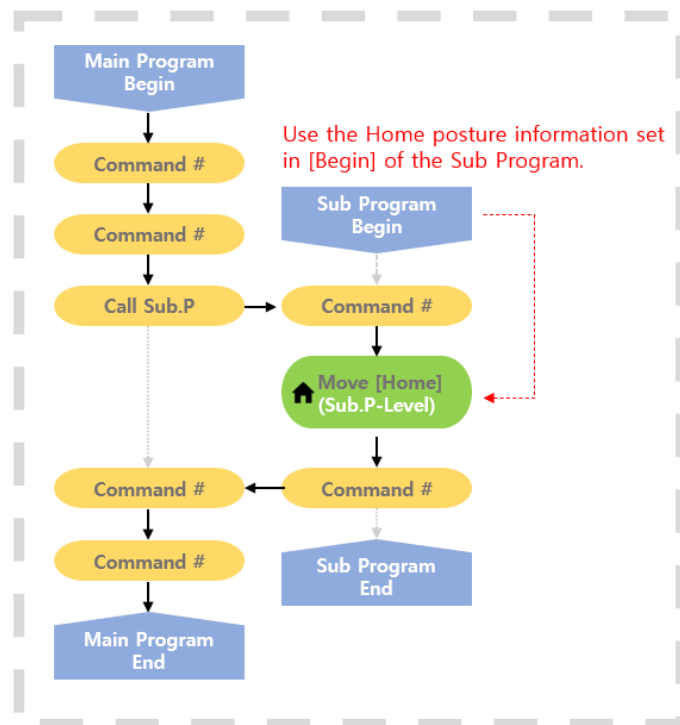 Main Program
Begin
Command #
Command #
Call Sub.P
Use the Home posture information set
in [Begin] of the Sub Program.
Sub Program
Begin
Command #
Move [Home]
(Sub.P-Level)
Command #
Sub Program
End
Command #
Command #
Main Program
End